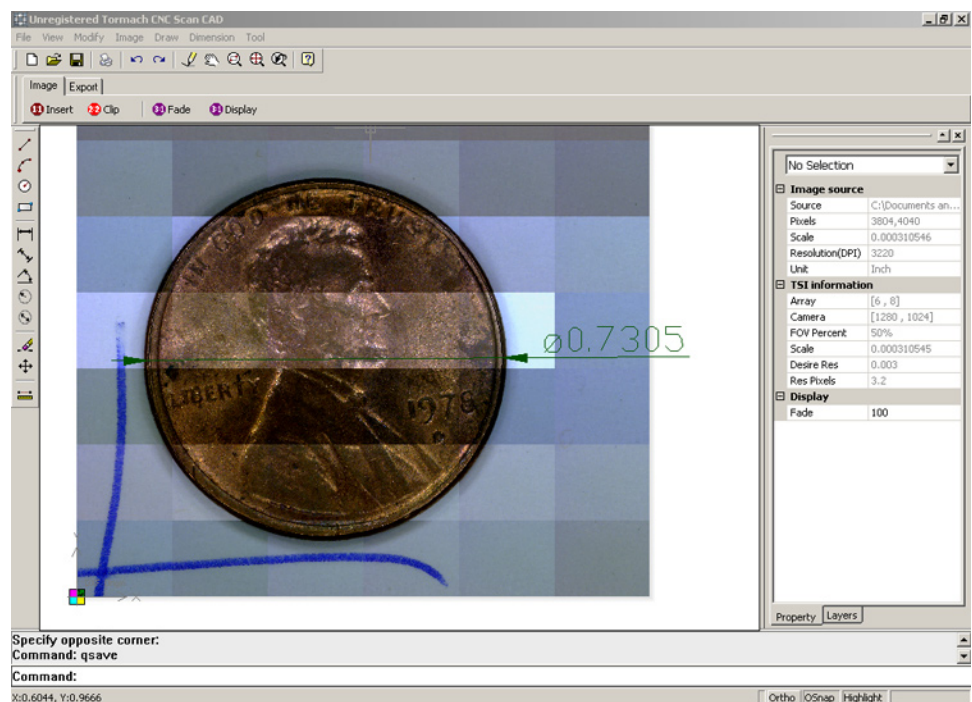 Unregistered Tormach CNC Scan CAD
File View Modify Image Draw Dimension Tool
Image Export
Insert Clip Fade Display
No Selection
Image source
Source C:\Documents an...
Pixels 3804,4040
Scale 0.000310546
Resolution(DPI) 3220
Unit Inch
TSI information
Array [6 , 8]
Camera [1280 , 1024]
FOV Percent 50%
Scale 0.000310545
Desire Res 0.003
Res Pixels 3.2
Display
Fade 100
IN GOD WE TRUST
⌀0.7305
LIBERTY
1978
D
Property Layers
Specify opposite corner:
Command: qsave
Command:
X:0.6044, Y:0.9666
Ortho OSnap Highlight